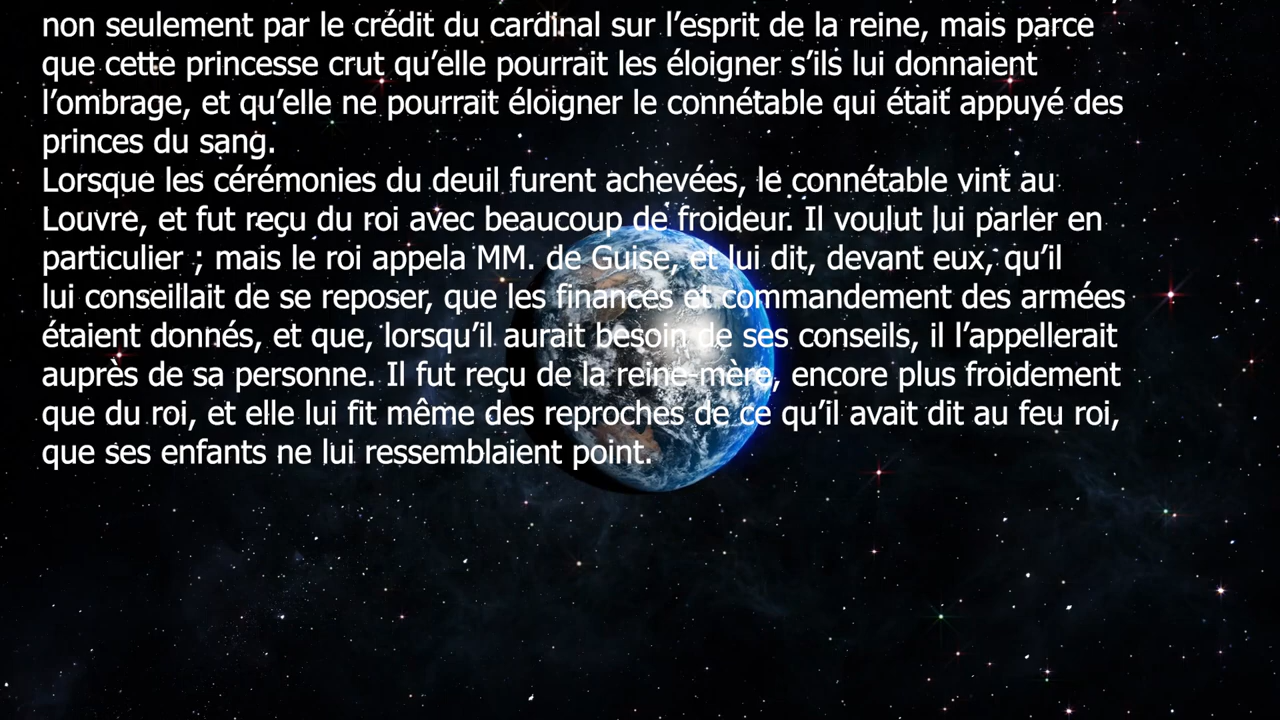 non seulement par le crédit du cardinal sur l’esprit de la reine, mais parce
que cette princesse crut qu’elle pourrait les éloigner s’ils lui donnaient
l’ombrage, et qu’elle ne pourrait éloigner le connétable qui était appuyé des
princes du sang.
Lorsque les cérémonies du deuil furent achevées, le connétable vint au
Louvre, et fut reçu du roi avec beaucoup de froideur. Il voulut lui parler en
particulier ; mais le roi appela MM. de Guise, et lui dit, devant eux, qu’il
lui conseillait de se reposer, que les finances et commandement des armées
étaient donnés, et que, lorsqu’il aurait besoin de ses conseils, il l’appellerait
auprès de sa personne. Il fut reçu de la reine-mère, encore plus froidement
que du roi, et elle lui fit même des reproches de ce qu’il avait dit au feu roi,
que ses enfants ne lui ressemblaient point.